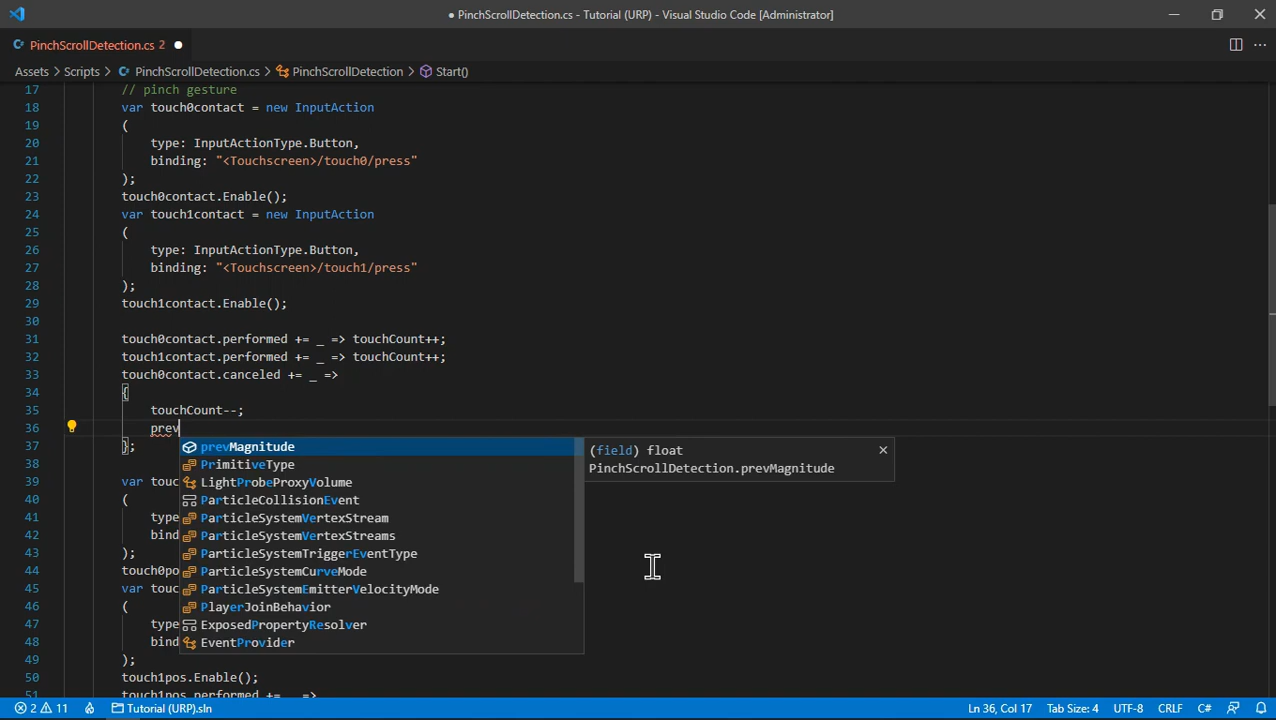 ● PinchScrollDetection.cs - Tutorial (URP) - Visual Studio Code [Administrator]
C# PinchScrollDetection.cs 2 ●
Assets > Scripts > C# PinchScrollDetection.cs > PinchScrollDetection > Start()
17 // pinch gesture
18 var touch0contact = new InputAction
19 (
20 type: InputActionType.Button,
21 binding: "<Touchscreen>/touch0/press"
22 );
23 touch0contact.Enable();
24 var touch1contact = new InputAction
25 (
26 type: InputActionType.Button,
27 binding: "<Touchscreen>/touch1/press"
28 );
29 touch1contact.Enable();
30
31 touch0contact.performed += _ => touchCount++;
32 touch1contact.performed += _ => touchCount++;
33 touch0contact.canceled += _ =>
34 {
35 touchCount--;
36 prev
37 };
prevMagnitude (field) float
PinchScrollDetection.prevMagnitude
38 PrimitiveType
39 var touc LightProbeProxyVolume
40 ( ParticleCollisionEvent
41 type ParticleSystemVertexStream
42 bind ParticleSystemVertexStreams
43 ); ParticleSystemTriggerEventType
44 touch0po ParticleSystemCurveMode
45 var touc ParticleSystemEmitterVelocityMode
46 ( PlayerJoinBehavior
47 type ExposedPropertyResolver
48 bind EventProvider
49 );
50 touch1pos.Enable();
51 touch1pos.performed += _ =>
2 11 Tutorial (URP).sln Ln 36, Col 17 Tab Size: 4 UTF-8 CRLF C#